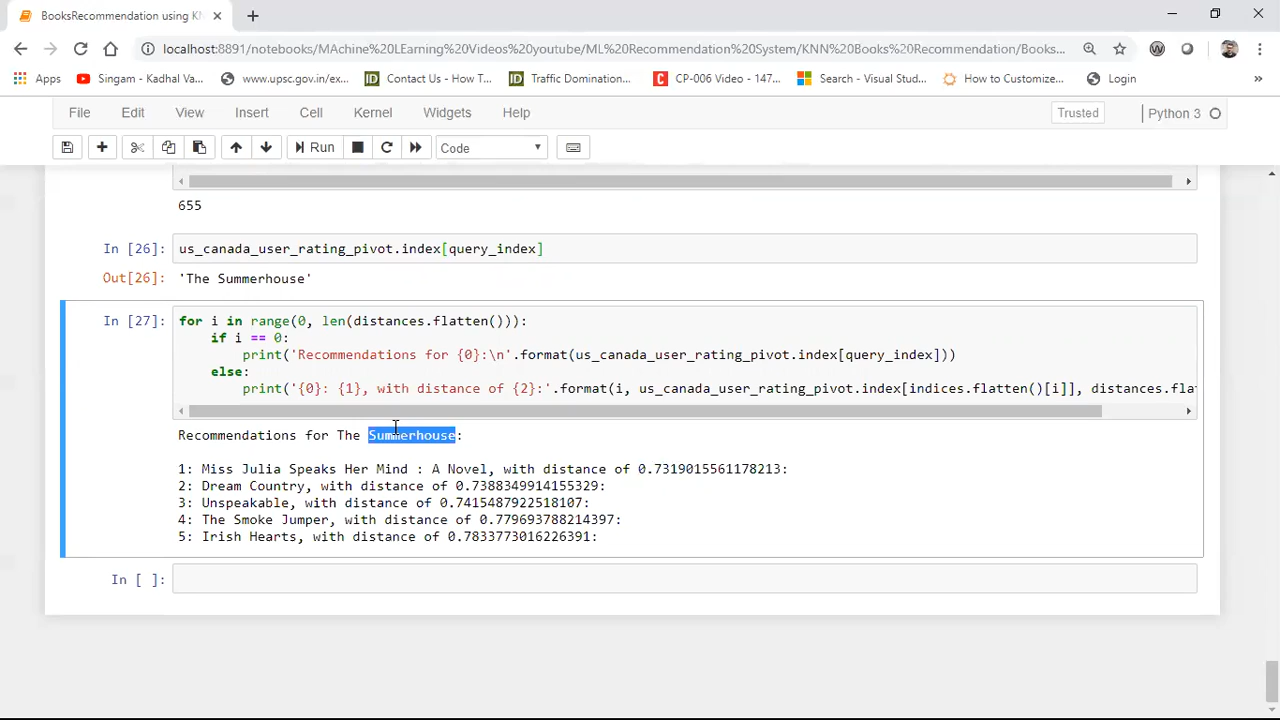 BooksRecommendation using KN
localhost:8891/notebooks/MAchine%20LEarning%20Videos%20youtube/ML%20Recommendation%20System/KNN%20Books%20Recommendation/Books...
Apps Singam - Kadhal Va... www.upsc.gov.in/ex... Contact Us - How T... Traffic Domination... CP-006 Video - 147... Search - Visual Stud... How to Customize... Login »
File Edit View Insert Cell Kernel Widgets Help Trusted Python 3
Run Code
655
In [26]: us_canada_user_rating_pivot.index[query_index]
Out[26]: 'The Summerhouse'
In [27]: for i in range(0, len(distances.flatten())):
if i == 0:
print('Recommendations for {0}:\n'.format(us_canada_user_rating_pivot.index[query_index]))
else:
print('{0}: {1}, with distance of {2}:'.format(i, us_canada_user_rating_pivot.index[indices.flatten()[i]], distances.fla
Recommendations for The Summerhouse:
1: Miss Julia Speaks Her Mind : A Novel, with distance of 0.7319015561178213:
2: Dream Country, with distance of 0.7388349914155329:
3: Unspeakable, with distance of 0.7415487922518107:
4: The Smoke Jumper, with distance of 0.779693788214397:
5: Irish Hearts, with distance of 0.7833773016226391:
In [ ]: